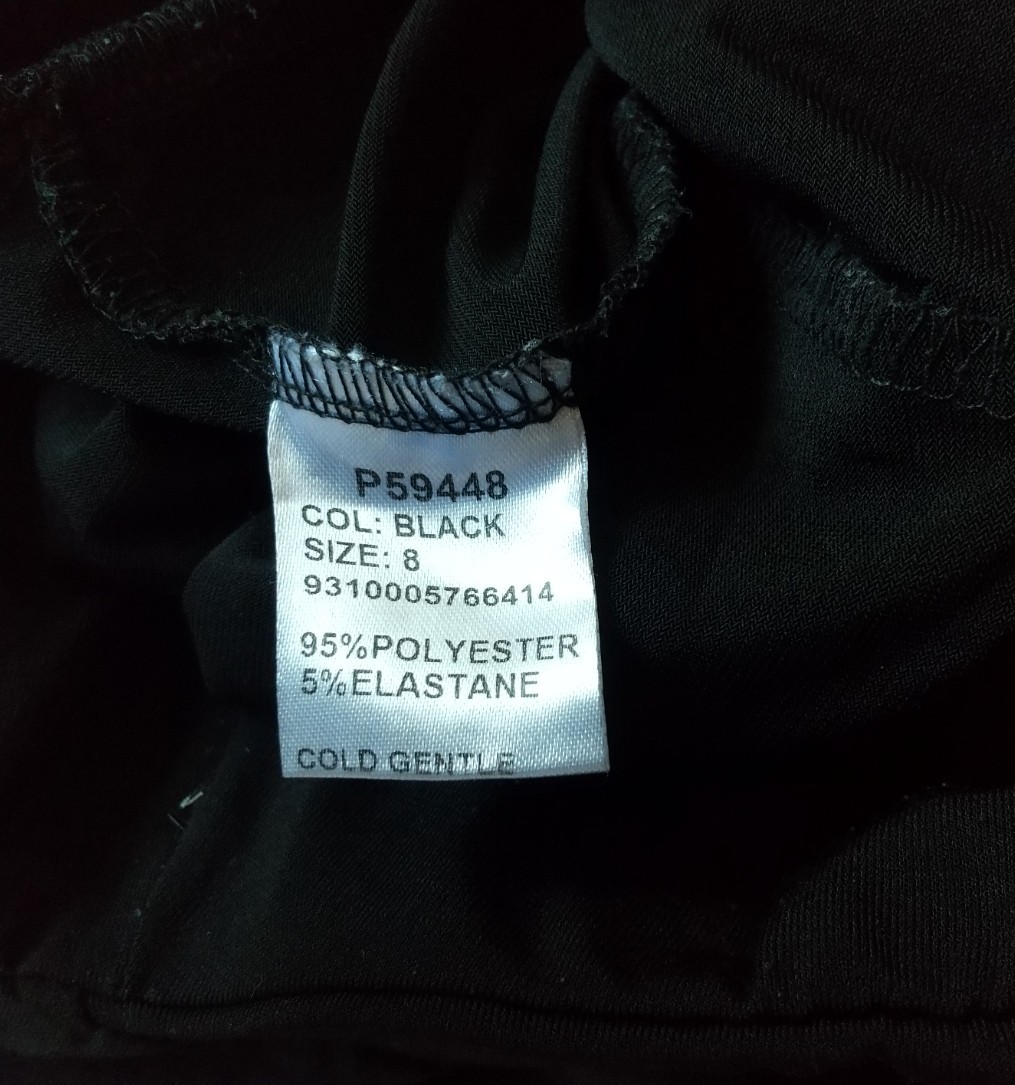 P59448
COL: BLACK
SIZE: 8
9310005766414
95%POLYESTER
5%ELASTANE
COLD GENTLE